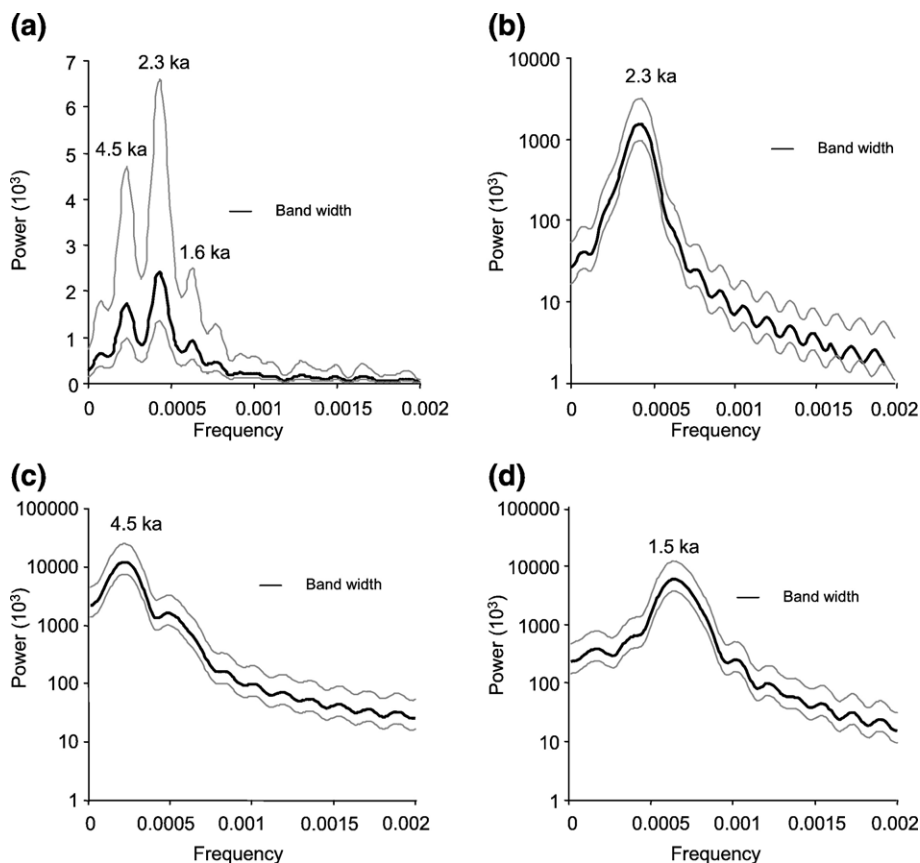 (a)
Power (10³)
7
6
5
4
3
2
1
0
2.3 ka
4.5 ka
1.6 ka
Band width
0 0.0005 0.001 0.0015 0.002
Frequency
(b)
Power (10³)
10000
1000
100
10
1
2.3 ka
Band width
0 0.0005 0.001 0.0015 0.002
Frequency
(c)
Power (10³)
100000
10000
1000
100
10
1
4.5 ka
Band width
0 0.0005 0.001 0.0015 0.002
Frequency
(d)
Power (10³)
100000
10000
1000
100
10
1
1.5 ka
Band width
0 0.0005 0.001 0.0015 0.002
Frequency